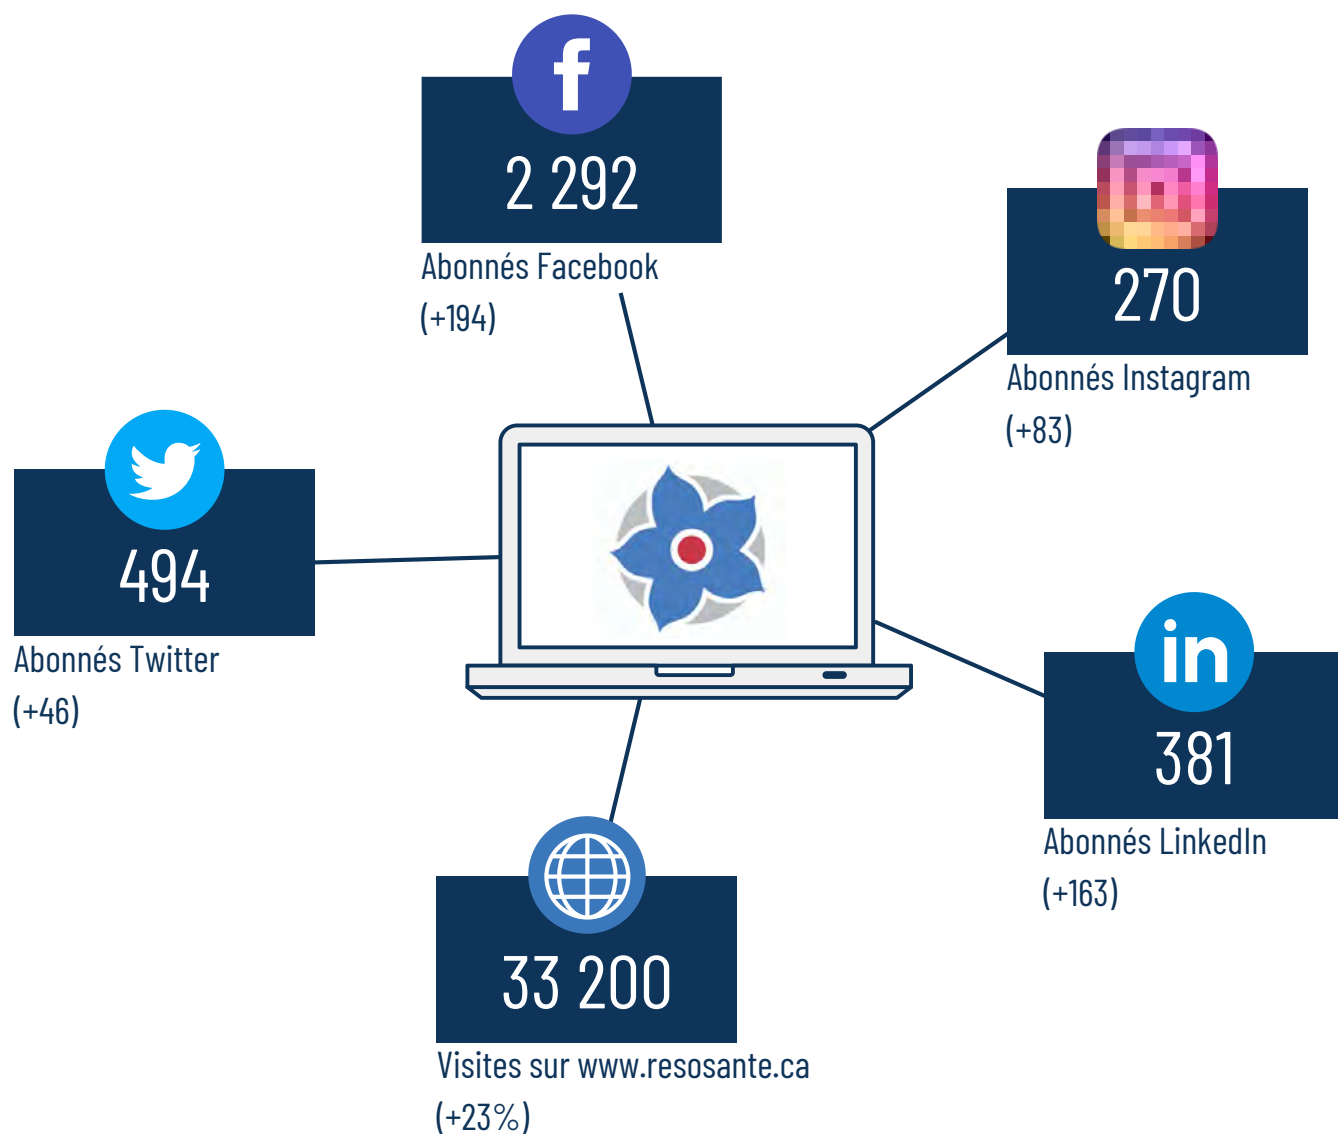 2 292
Abonnés Facebook
(+194)
270
Abonnés Instagram
(+83)
494
Abonnés Twitter
(+46)
in
381
Abonnés LinkedIn
(+163)
33 200
Visites sur www.resosante.ca
(+23%)